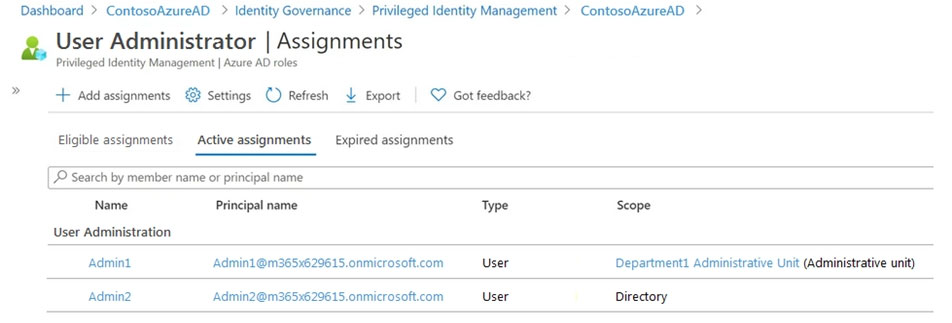 Dashboard > ContosoAzureAD > Identity Governance > Privileged Identity Management > ContosoAzureAD >
User Administrator | Assignments
Privileged Identity Management | Azure AD roles
» + Add assignments Settings Refresh Export Got feedback?
Eligible assignments Active assignments Expired assignments
Search by member name or principal name
Name Principal name Type Scope
User Administration
Admin1 Admin1@m365x629615.onmicrosoft.com User Department1 Administrative Unit (Administrative unit)
Admin2 Admin2@m365x629615.onmicrosoft.com User Directory